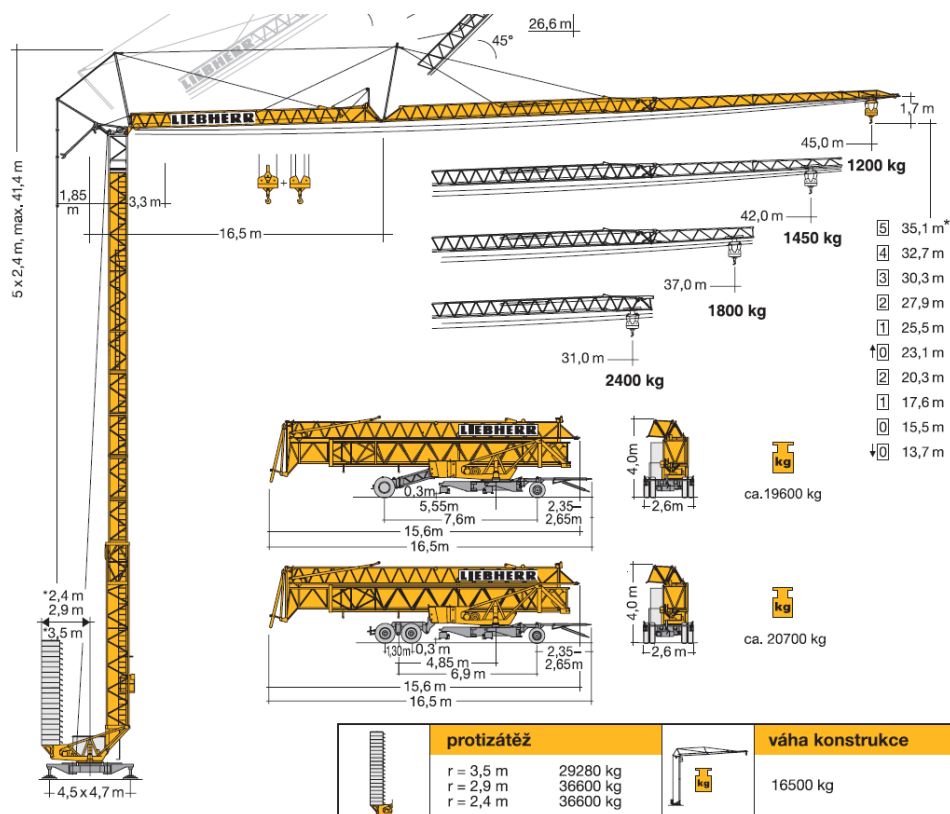 26,6 m
45°
LIEBHERR
LIEBHERR
5 x 2,4 m, max. 41,4 m
1,7 m
45,0 m
1200 kg
1,85 m
3,3 m
+
16,5 m
42,0 m
1450 kg
37,0 m
1800 kg
31,0 m
2400 kg
5 35,1 m*
4 32,7 m
3 30,3 m
2 27,9 m
1 25,5 m
↑0 23,1 m
2 20,3 m
1 17,6 m
0 15,5 m
↓0 13,7 m
LIEBHERR
0,3m
5,55m
7,6m
2,35–
2,65m
15,6m
16,5m
4,0m
2,6m
kg
ca.19600 kg
LIEBHERR
1,30m
0,3 m
4,85 m
6,9 m
2,35–
2,65m
15,6 m
16,5 m
4,0 m
2,6 m
kg
ca. 20700 kg
*2,4 m
2,9 m
*3,5 m
4,5 x 4,7 m
protizátěž
r = 3,5 m 29280 kg
r = 2,9 m 36600 kg
r = 2,4 m 36600 kg
kg
váha konstrukce
16500 kg